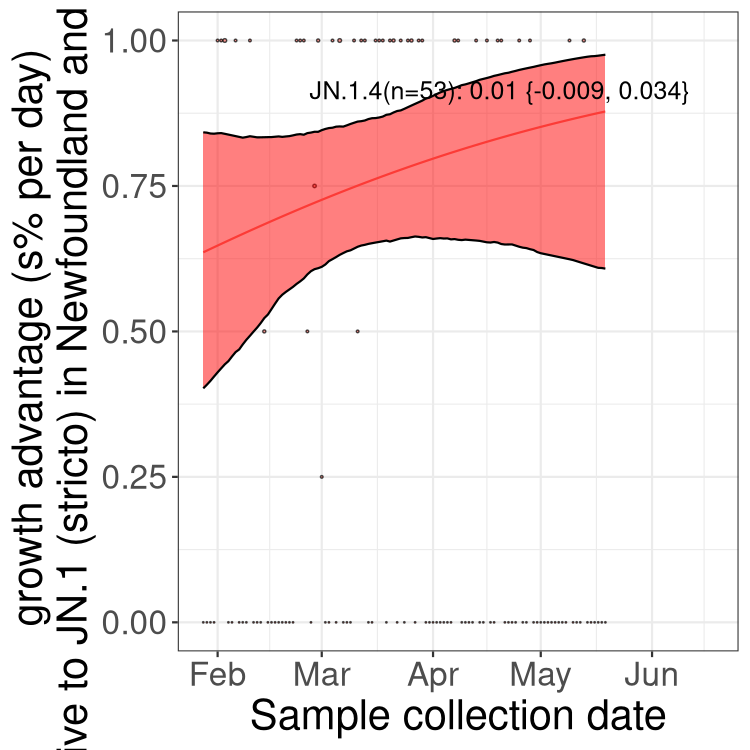 growth advantage (s% per day)
ive to JN.1 (stricto) in Newfoundland and
1.00
0.75
0.50
0.25
0.00
JN.1.4(n=53): 0.01 {-0.009, 0.034}
Feb Mar Apr May Jun
Sample collection date